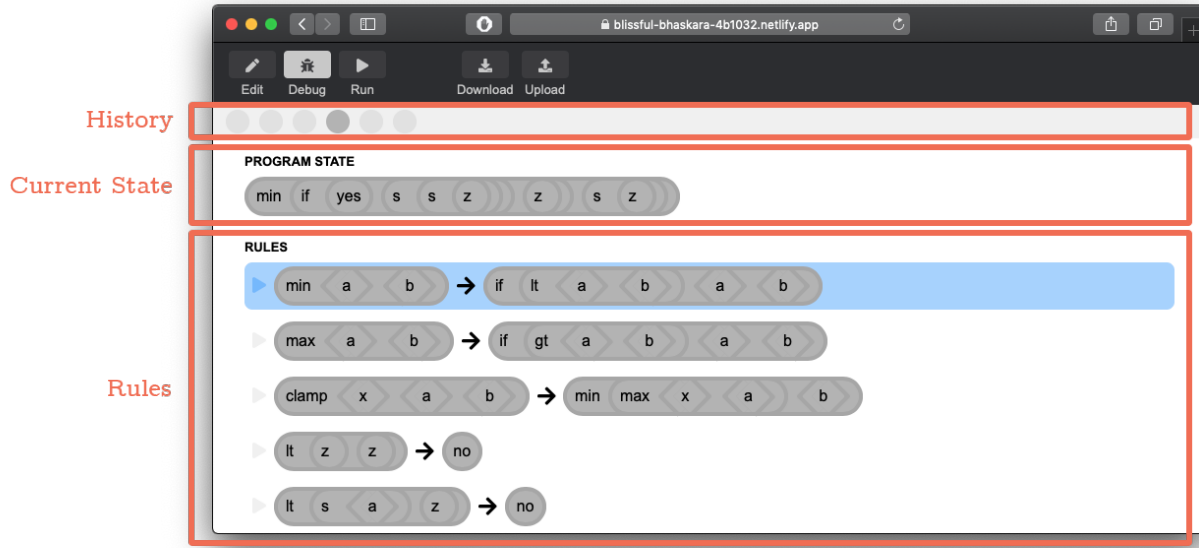 blissful-bhaskara-4b1032.netlify.app
Edit Debug Run Download Upload
History
PROGRAM STATE
Current State
min if yes s s z z s z
RULES
min a b → if lt a b a b
max a b → if gt a b a b
Rules
clamp x a b → min max x a b
lt z z → no
lt s a z → no